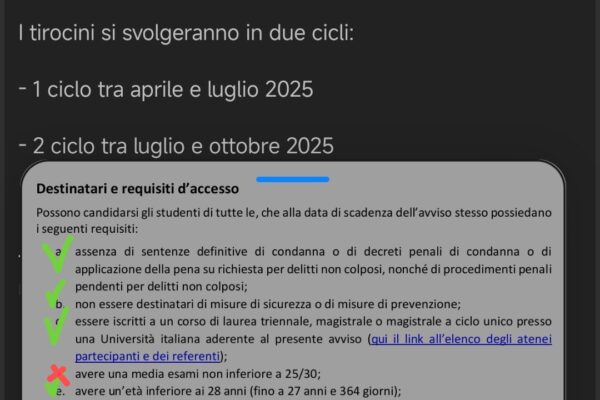 I tirocini si svolgeranno in due cicli:
- 1 ciclo tra aprile e luglio 2025
- 2 ciclo tra luglio e ottobre 2025
Destinatari e requisiti d'accesso
Possono candidarsi gli studenti di tutte le, che alla data di scadenza dell'avviso stesso possiedano
i seguenti requisiti:
a. assenza di sentenze definitive di condanna o di decreti penali di condanna o di
applicazione della pena su richiesta per delitti non colposi, nonché di procedimenti penali
pendenti per delitti non colposi;
b. non essere destinatari di misure di sicurezza o di misure di prevenzione;
essere iscritti a un corso di laurea triennale, magistrale o magistrale a ciclo unico presso
una Università italiana aderente al presente avviso (qui il link all'elenco degli atenei
partecipanti e dei referenti);
avere una media esami non inferiore a 25/30;
e. avere un'età inferiore ai 28 anni (fino a 27 anni e 364 giorni);